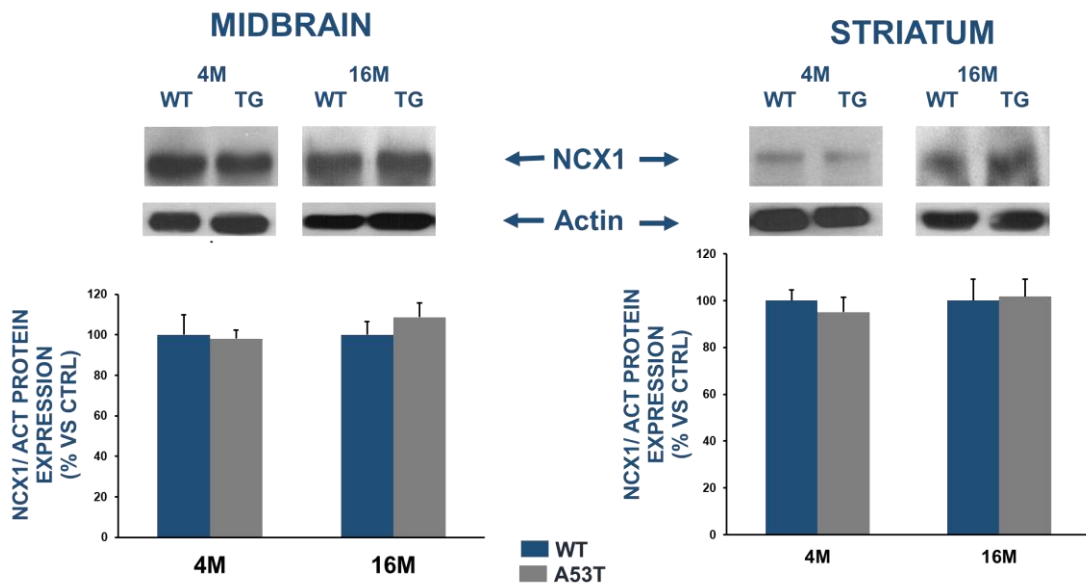 MIDBRAIN
4M 16M
WT TG WT TG
STRIATUM
4M 16M
WT TG WT TG
NCX1
Actin
NCX1/ ACT PROTEIN
EXPRESSION
(% VS CTRL)
120
100
80
60
40
20
0
4M 16M
NCX1/ ACT PROTEIN
EXPRESSION
(% VS CTRL)
120
100
80
60
40
20
0
4M 16M
WT
A53T